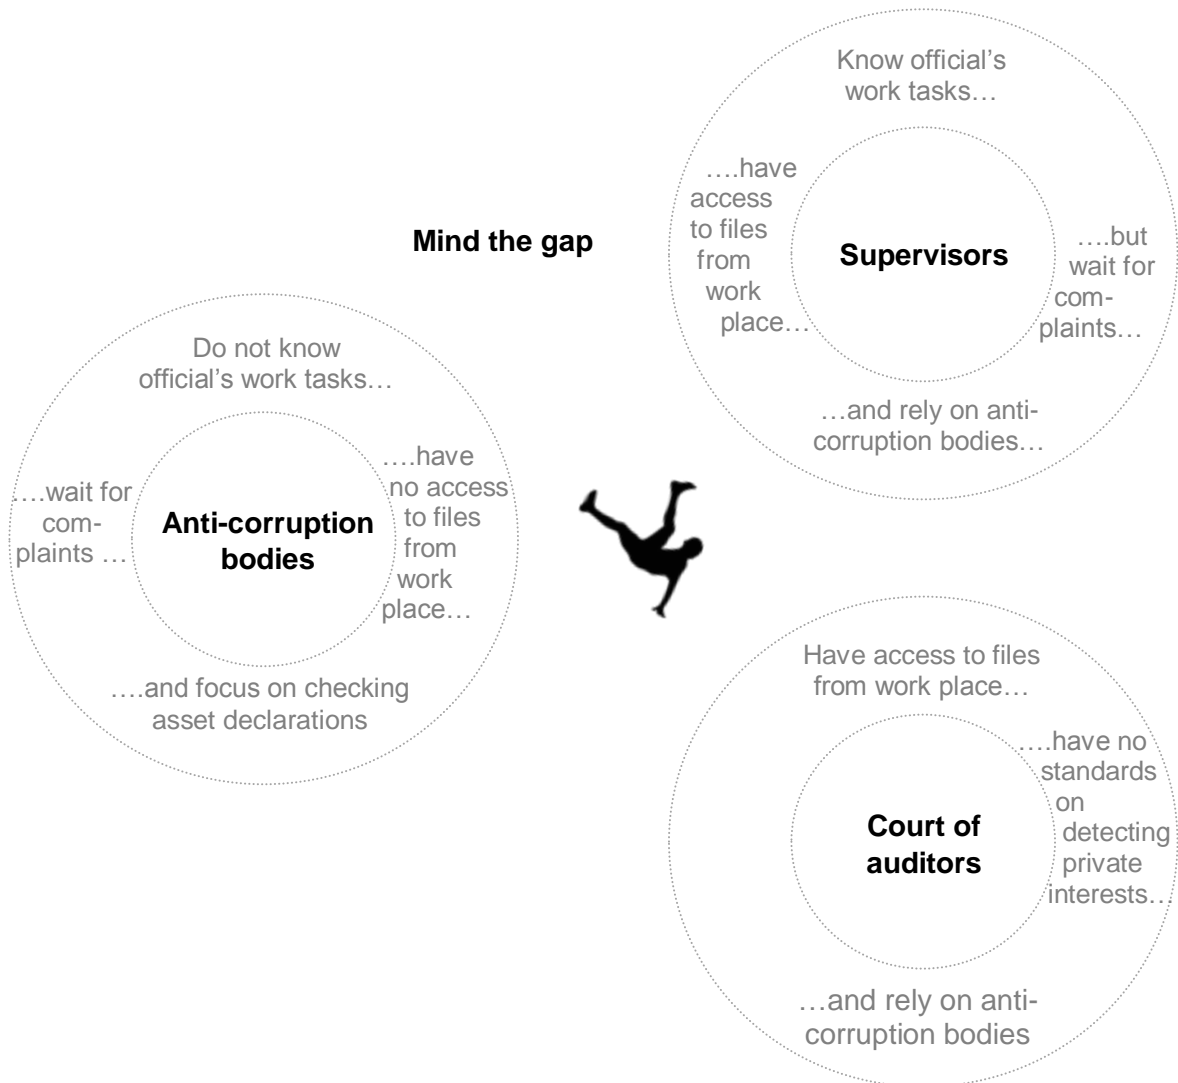 Mind the gap
Do not know
official’s work tasks…
….have
no access
to files
from
work
place…
….and focus on checking
asset declarations
….wait for
com-
plaints …
Anti-corruption
bodies
Know official’s
work tasks…
….have
access
to files
from
work
place…
….but
wait for
com-
plaints…
…and rely on anti-
corruption bodies…
Supervisors
Have access to files
from work place…
….have no
standards
on
detecting
private
interests…
…and rely on anti-
corruption bodies
Court of
auditors